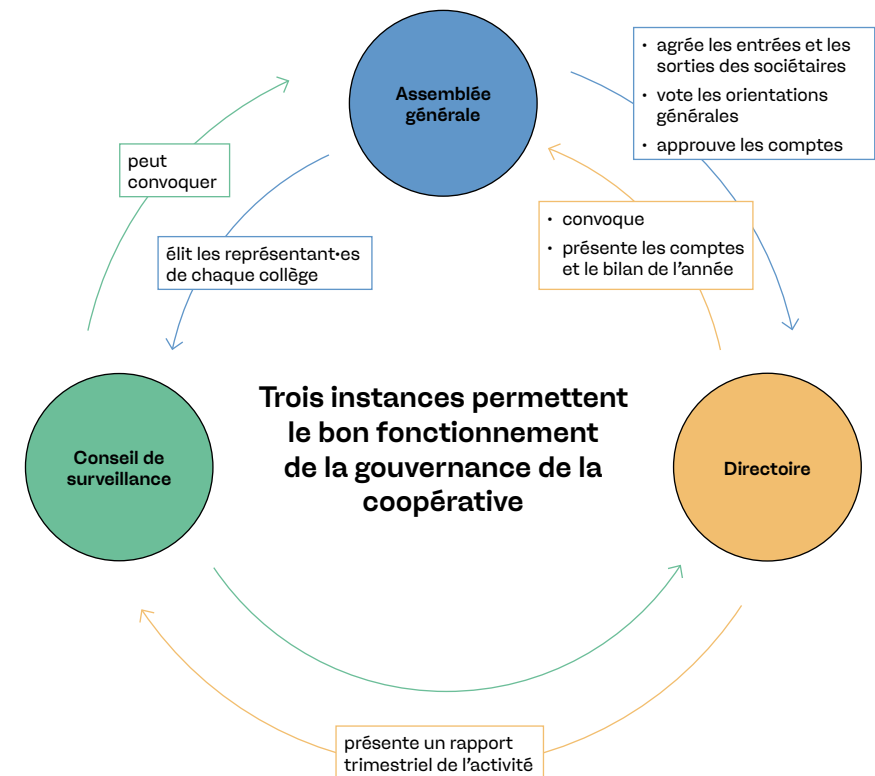 Assemblée
générale
• agrée les entrées et les
sorties des sociétaires
• vote les orientations
générales
• approuve les comptes
peut
convoquer
• convoque
• présente les comptes
et le bilan de l’année
élit les représentant•es
de chaque collège
Trois instances permettent
le bon fonctionnement
de la gouvernance de la
coopérative
Conseil de
surveillance
Directoire
présente un rapport
trimestriel de l’activité